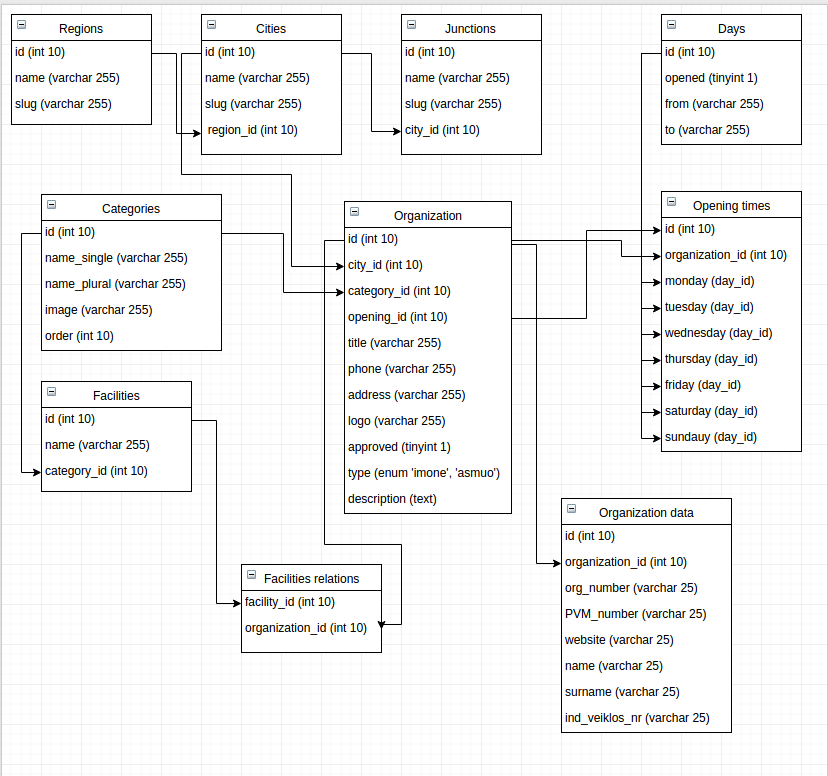 Regions
id (int 10)
name (varchar 255)
slug (varchar 255)
Cities
id (int 10)
name (varchar 255)
slug (varchar 255)
region_id (int 10)
Junctions
id (int 10)
name (varchar 255)
slug (varchar 255)
city_id (int 10)
Days
id (int 10)
opened (tinyint 1)
from (varchar 255)
to (varchar 255)
Categories
id (int 10)
name_single (varchar 255)
name_plural (varchar 255)
image (varchar 255)
order (int 10)
Organization
id (int 10)
city_id (int 10)
category_id (int 10)
opening_id (int 10)
title (varchar 255)
phone (varchar 255)
address (varchar 255)
logo (varchar 255)
approved (tinyint 1)
type (enum 'imone', 'asmuo')
description (text)
Opening times
id (int 10)
organization_id (int 10)
monday (day_id)
tuesday (day_id)
wednesday (day_id)
thursday (day_id)
friday (day_id)
saturday (day_id)
sundauy (day_id)
Facilities
id (int 10)
name (varchar 255)
category_id (int 10)
Facilities relations
facility_id (int 10)
organization_id (int 10)
Organization data
id (int 10)
organization_id (int 10)
org_number (varchar 25)
PVM_number (varchar 25)
website (varchar 25)
name (varchar 25)
surname (varchar 25)
ind_veiklos_nr (varchar 25)